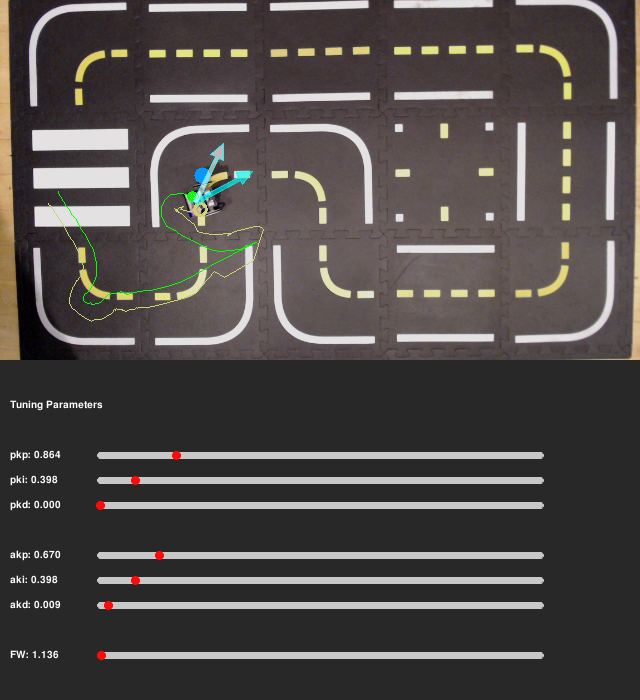 Tuning Parameters
pkp: 0.864
pki: 0.398
pkd: 0.000
akp: 0.670
aki: 0.398
akd: 0.009
FW: 1.136